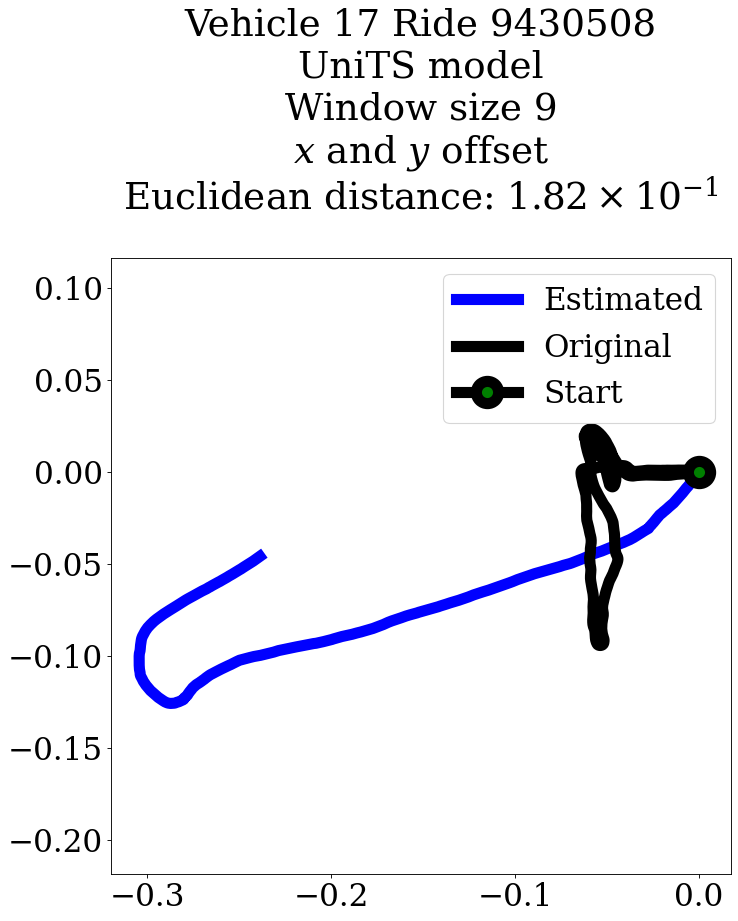 Vehicle 17 Ride 9430508
UniTS model
Window size 9
x and y offset
Euclidean distance: 1.82 × 10⁻¹
Estimated
Original
Start
0.10
0.05
0.00
−0.05
−0.10
−0.15
−0.20
−0.3 −0.2 −0.1 0.0